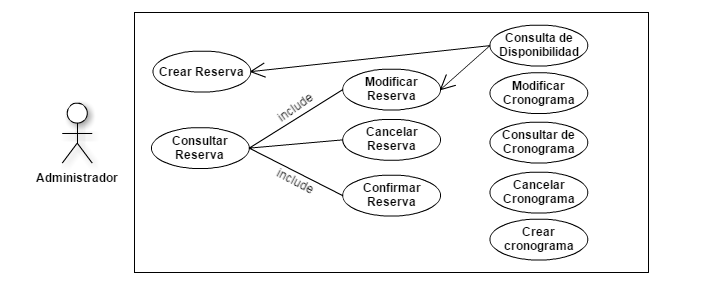 Consulta de
Disponibilidad
Crear Reserva
Modificar
Reserva
Modificar
Cronograma
include
Consultar
Reserva
Cancelar
Reserva
Consultar de
Cronograma
include
Confirmar
Reserva
Cancelar
Cronograma
Crear
cronograma
Administrador